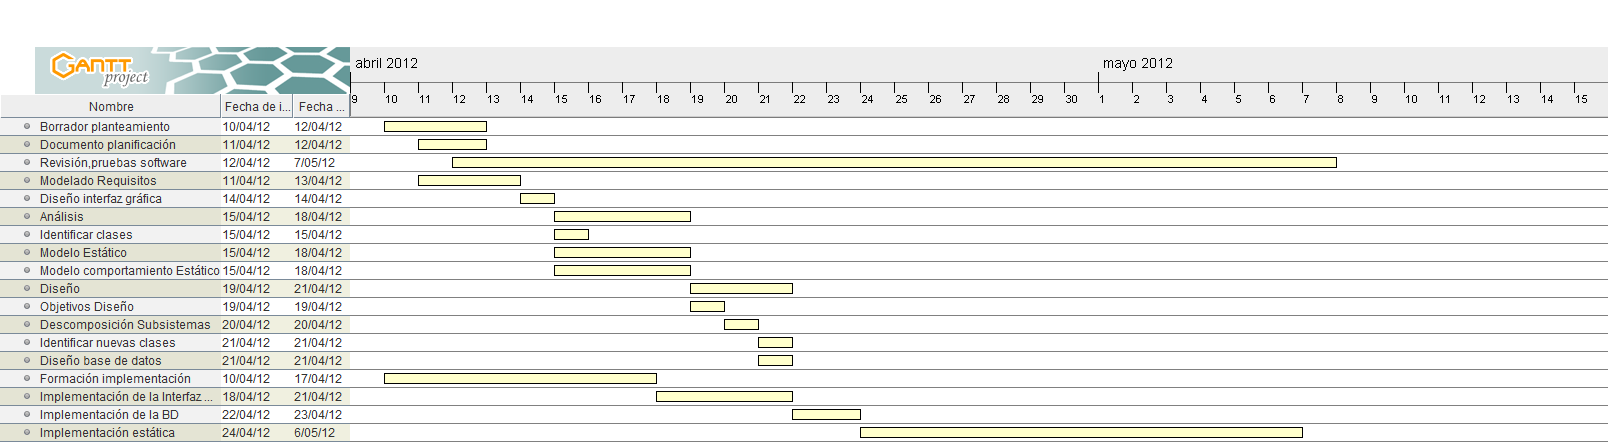 GANTT
project
abril 2012
mayo 2012
Nombre Fecha de i... Fecha ...
9 10 11 12 13 14 15 16 17 18 19 20 21 22 23 24 25 26 27 28 29 30 1 2 3 4 5 6 7 8 9 10 11 12 13 14 15
Borrador planteamiento 10/04/12 12/04/12
Documento planificación 11/04/12 12/04/12
Revisión,pruebas software 12/04/12 7/05/12
Modelado Requisitos 11/04/12 13/04/12
Diseño interfaz gráfica 14/04/12 14/04/12
Análisis 15/04/12 18/04/12
Identificar clases 15/04/12 15/04/12
Modelo Estático 15/04/12 18/04/12
Modelo comportamiento Estático 15/04/12 18/04/12
Diseño 19/04/12 21/04/12
Objetivos Diseño 19/04/12 19/04/12
Descomposición Subsistemas 20/04/12 20/04/12
Identificar nuevas clases 21/04/12 21/04/12
Diseño base de datos 21/04/12 21/04/12
Formación implementación 10/04/12 17/04/12
Implementación de la Interfaz ... 18/04/12 21/04/12
Implementación de la BD 22/04/12 23/04/12
Implementación estática 24/04/12 6/05/12